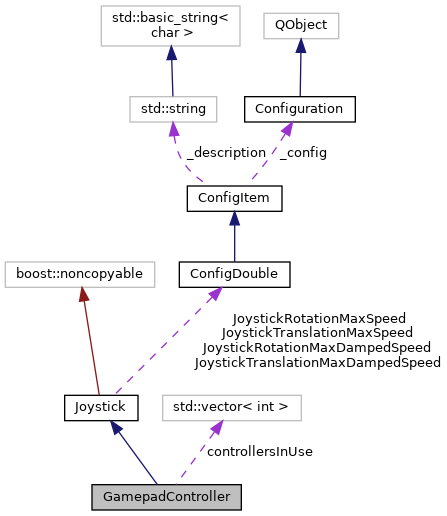 std::basic_string<
char >
QObject
std::string
Configuration
_description
_config
ConfigItem
boost::noncopyable
ConfigDouble
JoystickRotationMaxSpeed
JoystickTranslationMaxSpeed
JoystickRotationMaxDampedSpeed
JoystickTranslationMaxDampedSpeed
Joystick
std::vector< int >
controllersInUse
GamepadController